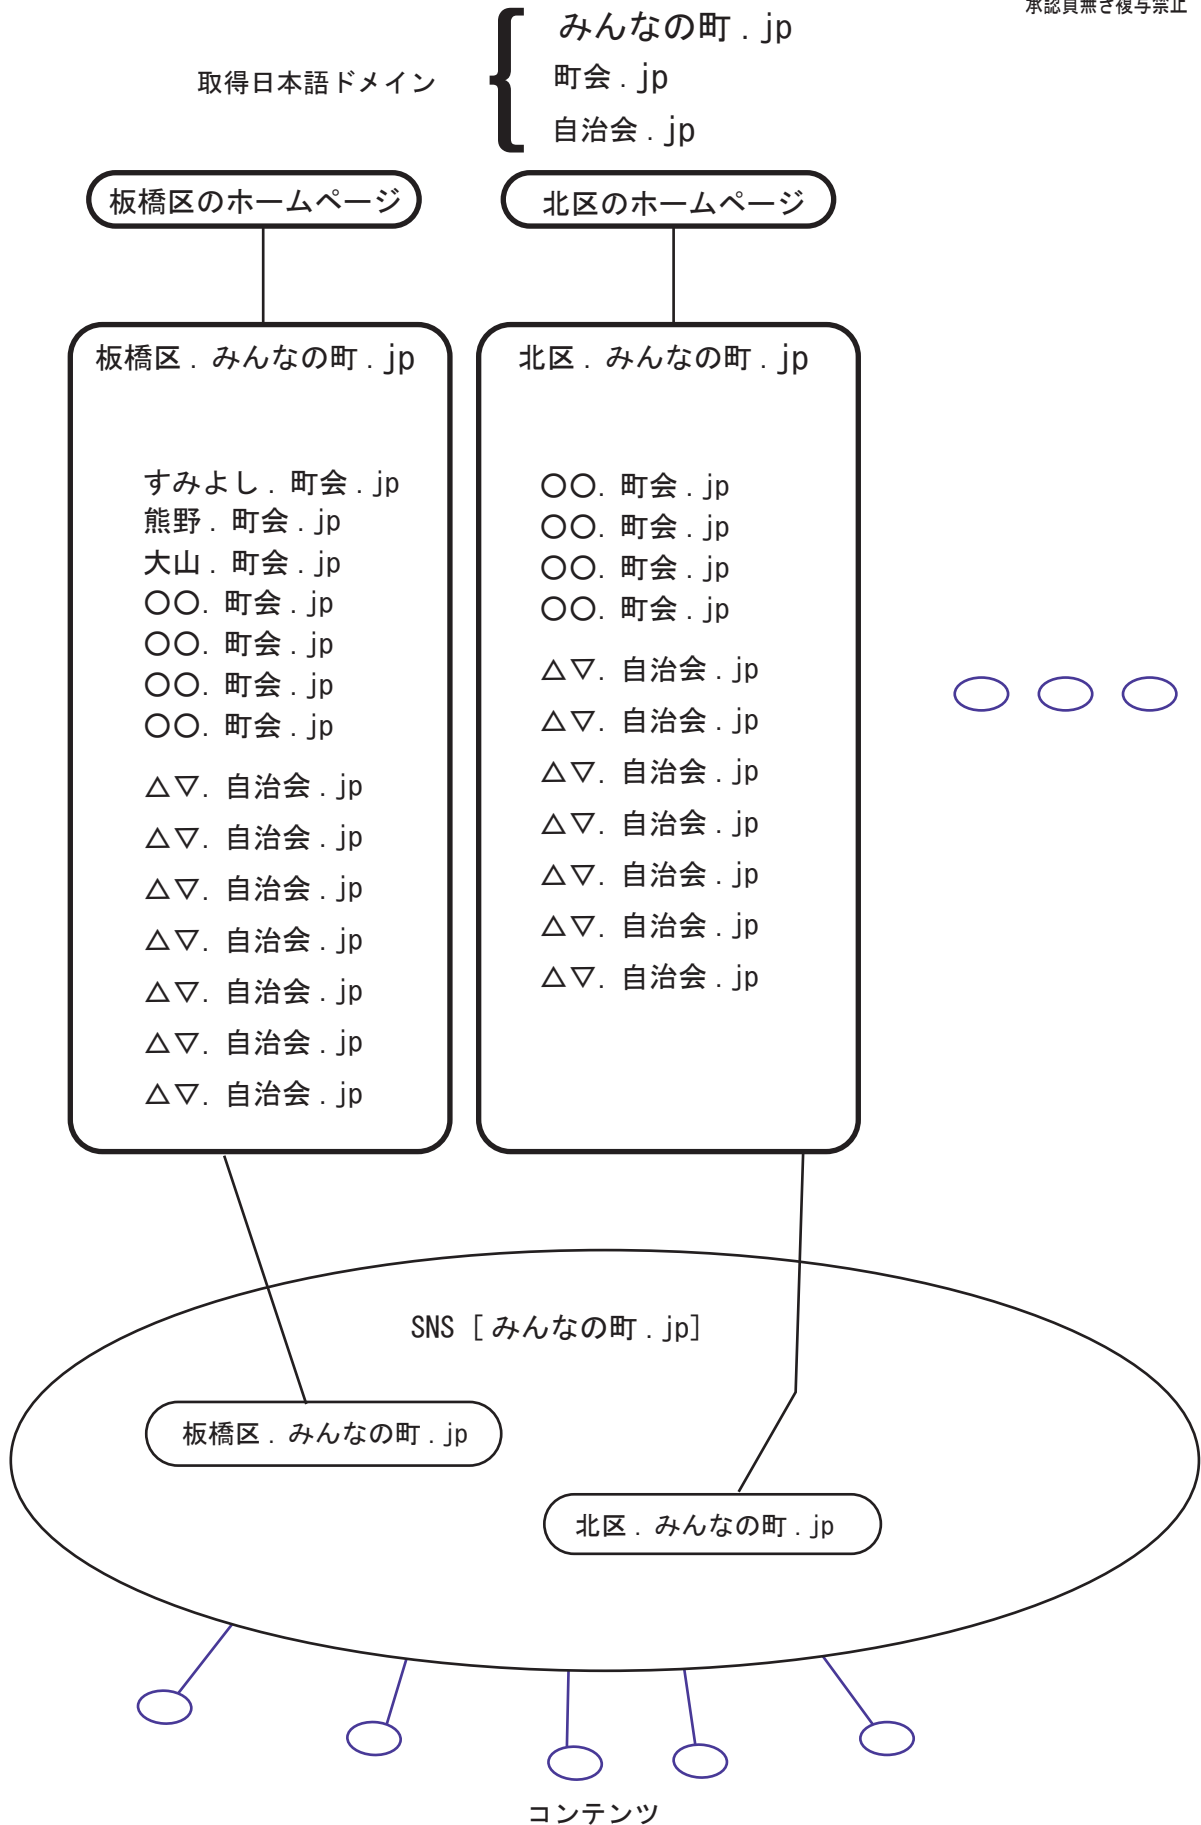 承認員無き複写禁止
取得日本語ドメイン
みんなの町．jp
町会．jp
自治会．jp
板橋区のホームページ
北区のホームページ
板橋区．みんなの町．jp
すみよし．町会．jp
熊野．町会．jp
大山．町会．jp
〇〇．町会．jp
〇〇．町会．jp
〇〇．町会．jp
〇〇．町会．jp
△▽．自治会．jp
△▽．自治会．jp
△▽．自治会．jp
△▽．自治会．jp
△▽．自治会．jp
△▽．自治会．jp
△▽．自治会．jp
北区．みんなの町．jp
〇〇．町会．jp
〇〇．町会．jp
〇〇．町会．jp
〇〇．町会．jp
△▽．自治会．jp
△▽．自治会．jp
△▽．自治会．jp
△▽．自治会．jp
△▽．自治会．jp
△▽．自治会．jp
△▽．自治会．jp
SNS［みんなの町．jp］
板橋区．みんなの町．jp
北区．みんなの町．jp
コンテンツ